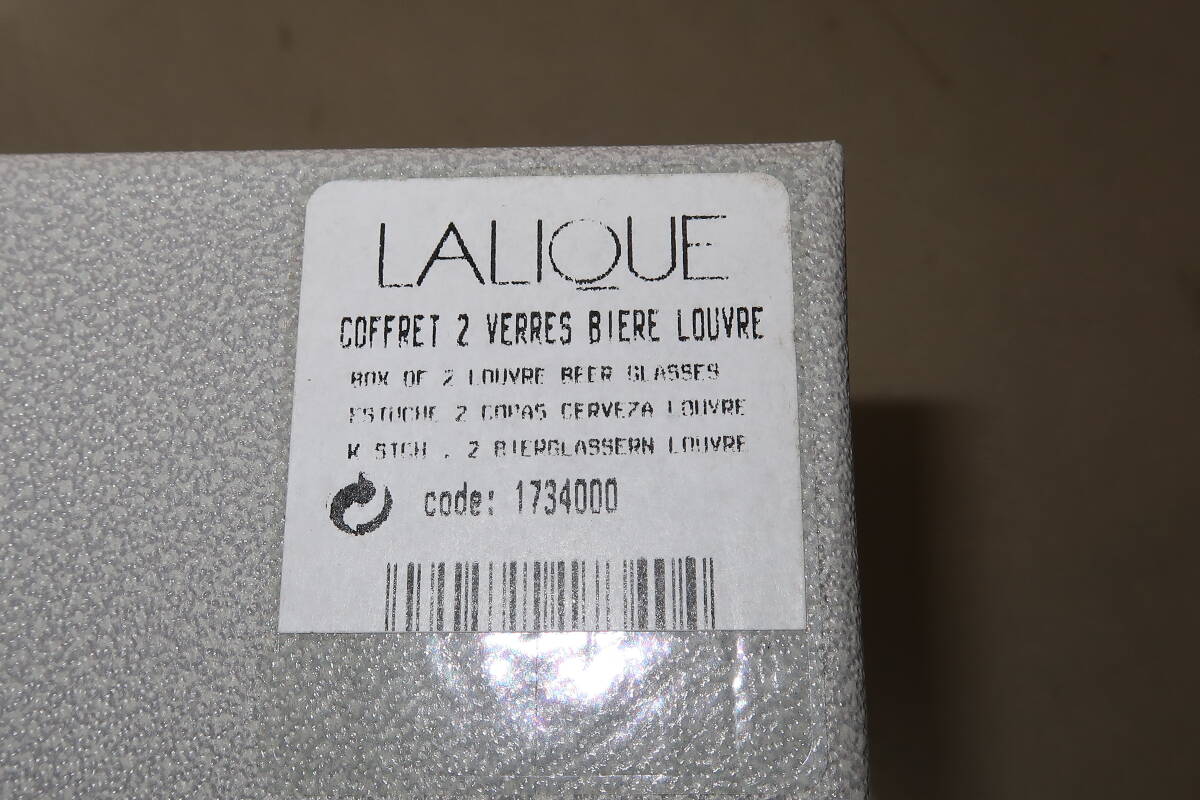 LALIQUE
COFFRET 2 VERRES BIERE LOUVRE
BOX OF 2 LOUVRE BEER GLASSES
ESTUCHE 2 COPAS CERVEZA LOUVRE
K STCH . 2 BIERGLASSERN LOUVRE
code: 1734000